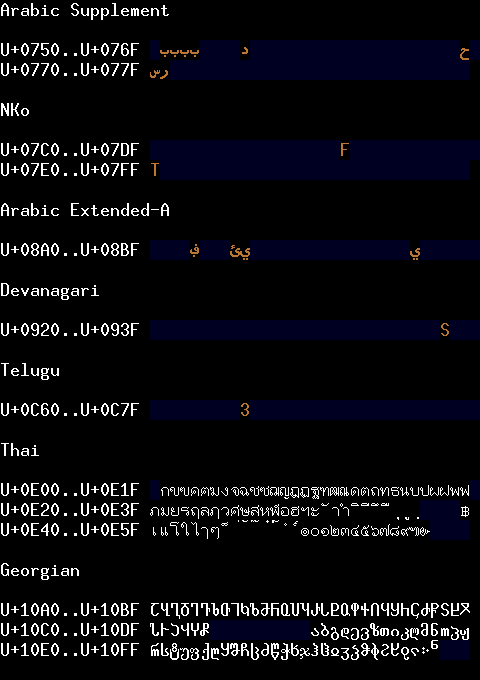 Arabic Supplement
U+0750..U+076F ببببب د ح
U+0770..U+077F رس
NKo
U+07C0..U+07DF F
U+07E0..U+07FF T
Arabic Extended-A
U+08A0..U+08BF ي يئ
Devanagari
U+0920..U+093F S
Telugu
U+0C60..U+0C7F 3
Thai
U+0E00..U+0E1F กขฃคฅฆงจฉชซฌญฎฏฐฑฒณดตถทธนบปผฝพฟ
U+0E20..U+0E3F ภมยรฤลฦวศษสหฬอฮฯะ ั าำ ิ ี ึ ื ุ ู ฺ ฿
U+0E40..U+0E5F เแโใไๅๆ ็ ่ ้ ๊ ๋ ์ ํ ๎ ๏๐๑๒๓๔๕๖๗๘๙๚๛
Georgian
U+10A0..U+10BF ႠႡႢႣႤႥႦႧႨႩႪႫႬႭႮႯႰႱႲႳႴႵႶႷႸႹႺႻႼႽႾႿ
U+10C0..U+10DF ჀჁჂჃჄჅ აბგდევზთიკლმნოპჟ
U+10E0..U+10FF რსტუფქღყშჩცძწჭხჯჰჱჲჳჴჵჶჷჸჹჺ჻ჼ